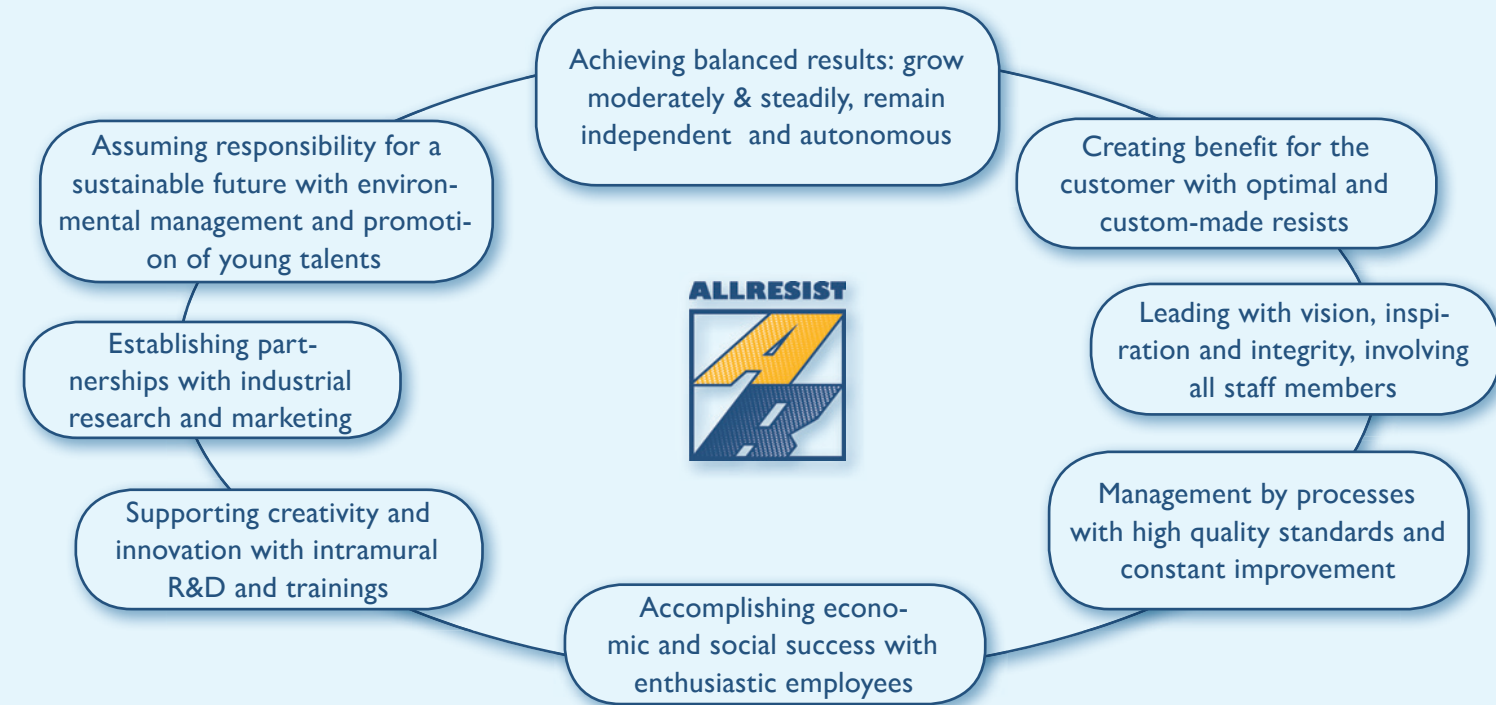 Achieving balanced results: grow
moderately & steadily, remain
independent and autonomous
Creating benefit for the
customer with optimal and
custom-made resists
Leading with vision, inspi-
ration and integrity, involving
all staff members
Management by processes
with high quality standards and
constant improvement
Accomplishing econo-
mic and social success with
enthusiastic employees
Supporting creativity and
innovation with intramural
R&D and trainings
Establishing part-
nerships with industrial
research and marketing
Assuming responsibility for a
sustainable future with environ-
mental management and promoti-
on of young talents
ALLRESIST
A
R